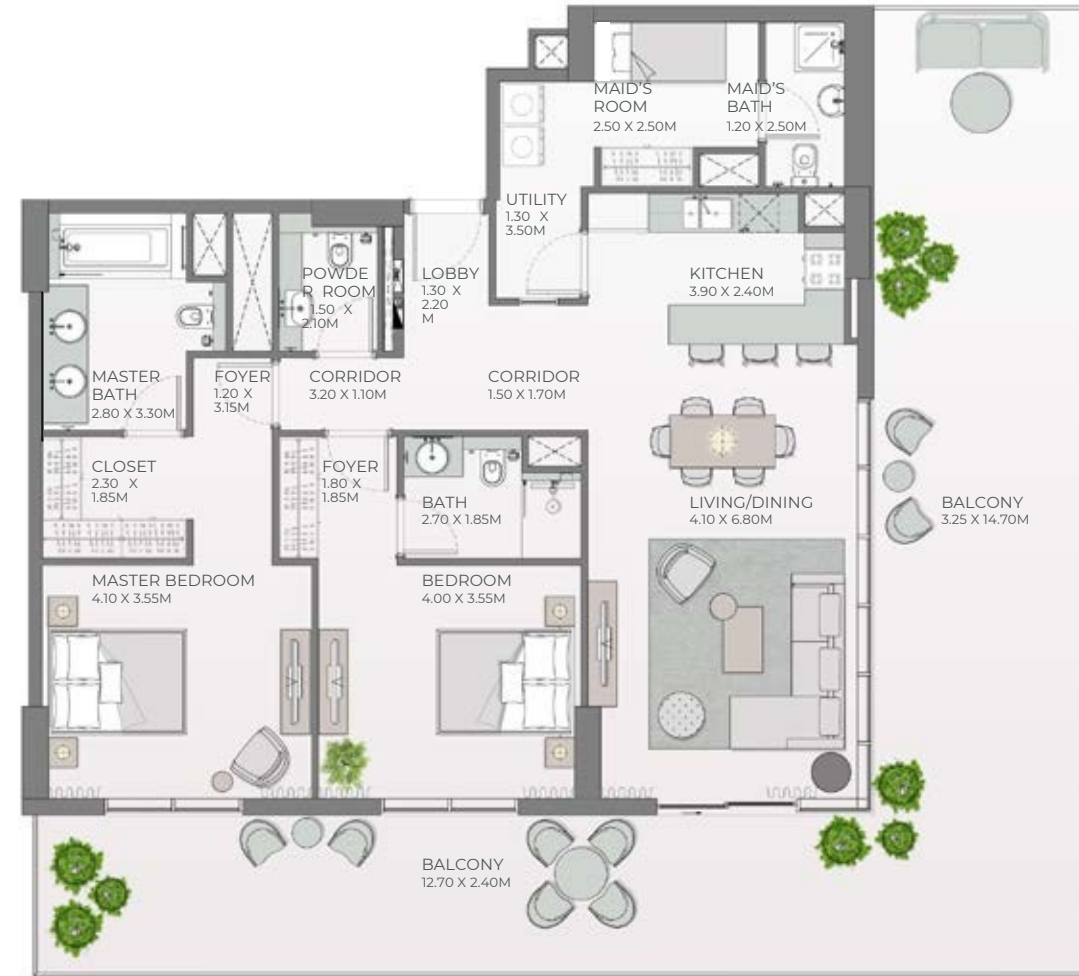 MAID'S
ROOM
2.50 X 2.50M
MAID'S
BATH
1.20 X 2.50M
UTILITY
1.30 X
3.50M
POWDE
R ROOM
1.50 X
2.10M
LOBBY
1.30 X
2.20
M
KITCHEN
3.90 X 2.40M
MASTER
BATH
2.80 X 3.30M
FOYER
1.20 X
3.15M
CORRIDOR
3.20 X 1.10M
CORRIDOR
1.50 X 1.70M
CLOSET
2.30 X
1.85M
FOYER
1.80 X
1.85M
BATH
2.70 X 1.85M
LIVING/DINING
4.10 X 6.80M
BALCONY
3.25 X 14.70M
MASTER BEDROOM
4.10 X 3.55M
BEDROOM
4.00 X 3.55M
BALCONY
12.70 X 2.40M